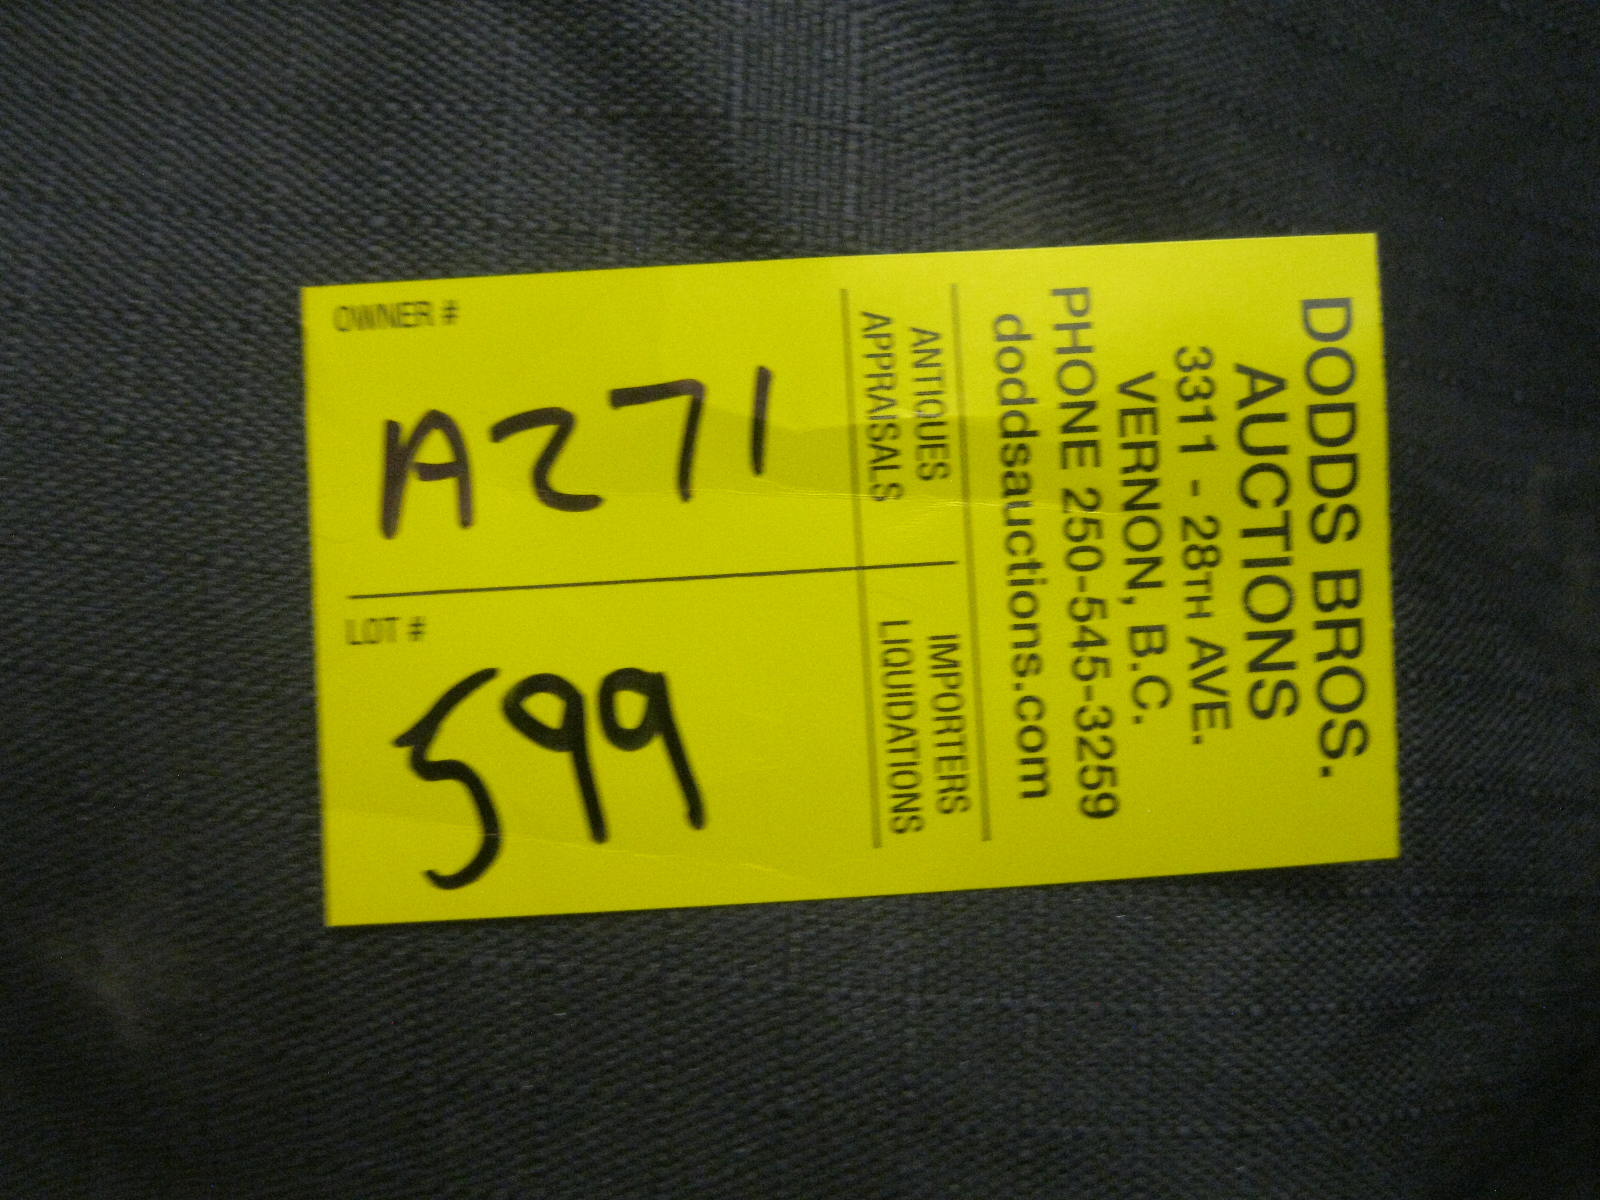 DODDS BROS.
AUCTIONS
3311 - 28TH AVE.
VERNON, B.C.
PHONE 250-545-3259
doddsauctions.com
ANTIQUES IMPORTERS
APPRAISALS LIQUIDATIONS
OWNER #
A271
LOT #
599